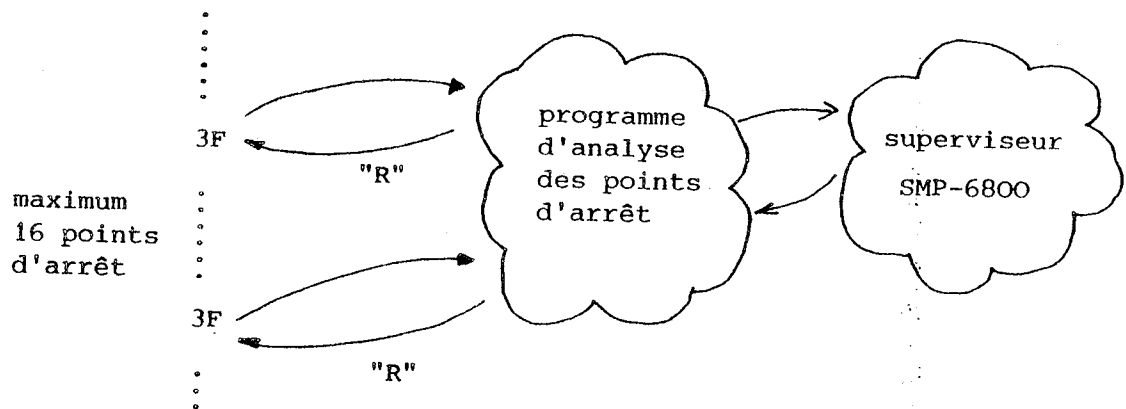 maximum
16 points
d'arrêt
3F
"R"
3F
"R"
programme
d'analyse
des points
d'arrêt
superviseur
SMP-6800